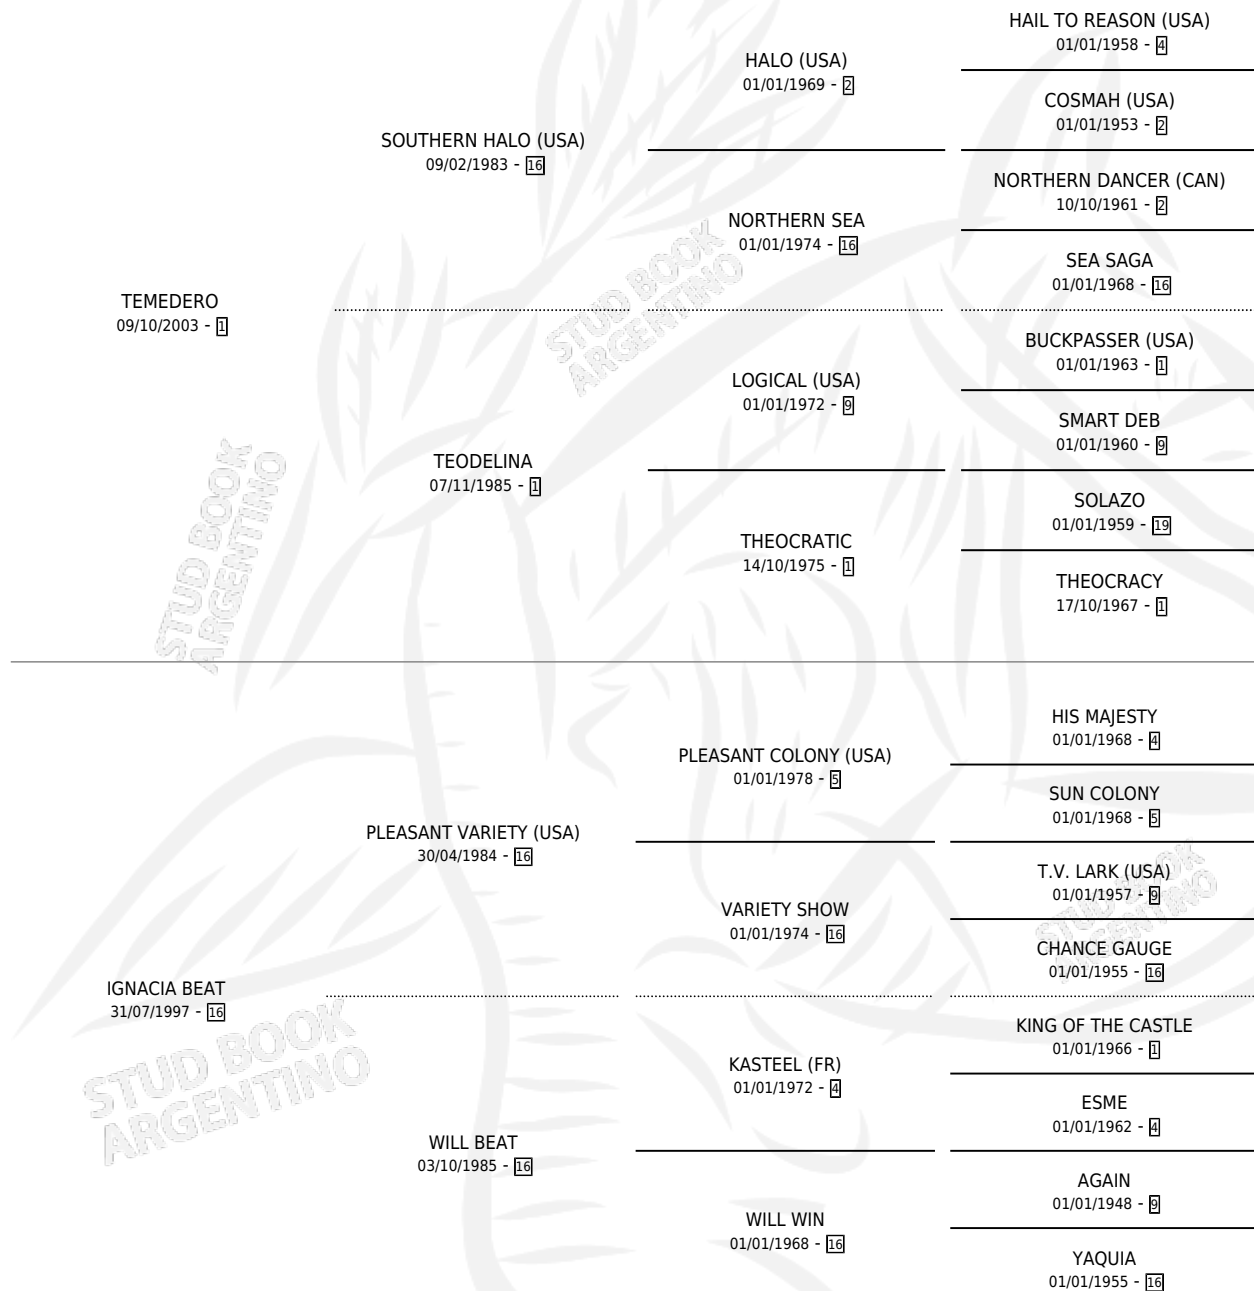 HAIL TO REASON (USA)
01/01/1958 - 4
HALO (USA)
01/01/1969 - 2
COSMAH (USA)
01/01/1953 - 2
SOUTHERN HALO (USA)
09/02/1983 - 16
NORTHERN DANCER (CAN)
10/10/1961 - 2
NORTHERN SEA
01/01/1974 - 16
SEA SAGA
01/01/1968 - 16
TEMEDERO
09/10/2003 - 1
BUCKPASSER (USA)
01/01/1963 - 1
LOGICAL (USA)
01/01/1972 - 9
SMART DEB
01/01/1960 - 9
TEODELINA
07/11/1985 - 1
SOLAZO
01/01/1959 - 19
THEOCRATIC
14/10/1975 - 1
THEOCRACY
17/10/1967 - 1
HIS MAJESTY
01/01/1968 - 4
PLEASANT COLONY (USA)
01/01/1978 - 5
SUN COLONY
01/01/1968 - 5
PLEASANT VARIETY (USA)
30/04/1984 - 16
T.V. LARK (USA)
01/01/1957 - 9
VARIETY SHOW
01/01/1974 - 16
CHANCE GAUGE
01/01/1955 - 16
IGNACIA BEAT
31/07/1997 - 16
KING OF THE CASTLE
01/01/1966 - 1
KASTEEL (FR)
01/01/1972 - 4
ESME
01/01/1962 - 4
WILL BEAT
03/10/1985 - 16
AGAIN
01/01/1948 - 9
WILL WIN
01/01/1968 - 16
YAQUIA
01/01/1955 - 16
STUD BOOK
ARGENTINO
STUD BOOK
ARGENTINO
STUD BOOK
ARGENTINO
STUD BOOK
ARGENTINO